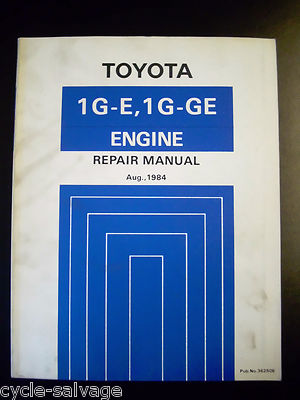 TOYOTA
1G-E,1G-GE
ENGINE
REPAIR MANUAL
Aug.,1984
Pub.No.36250E
cycle-salvage